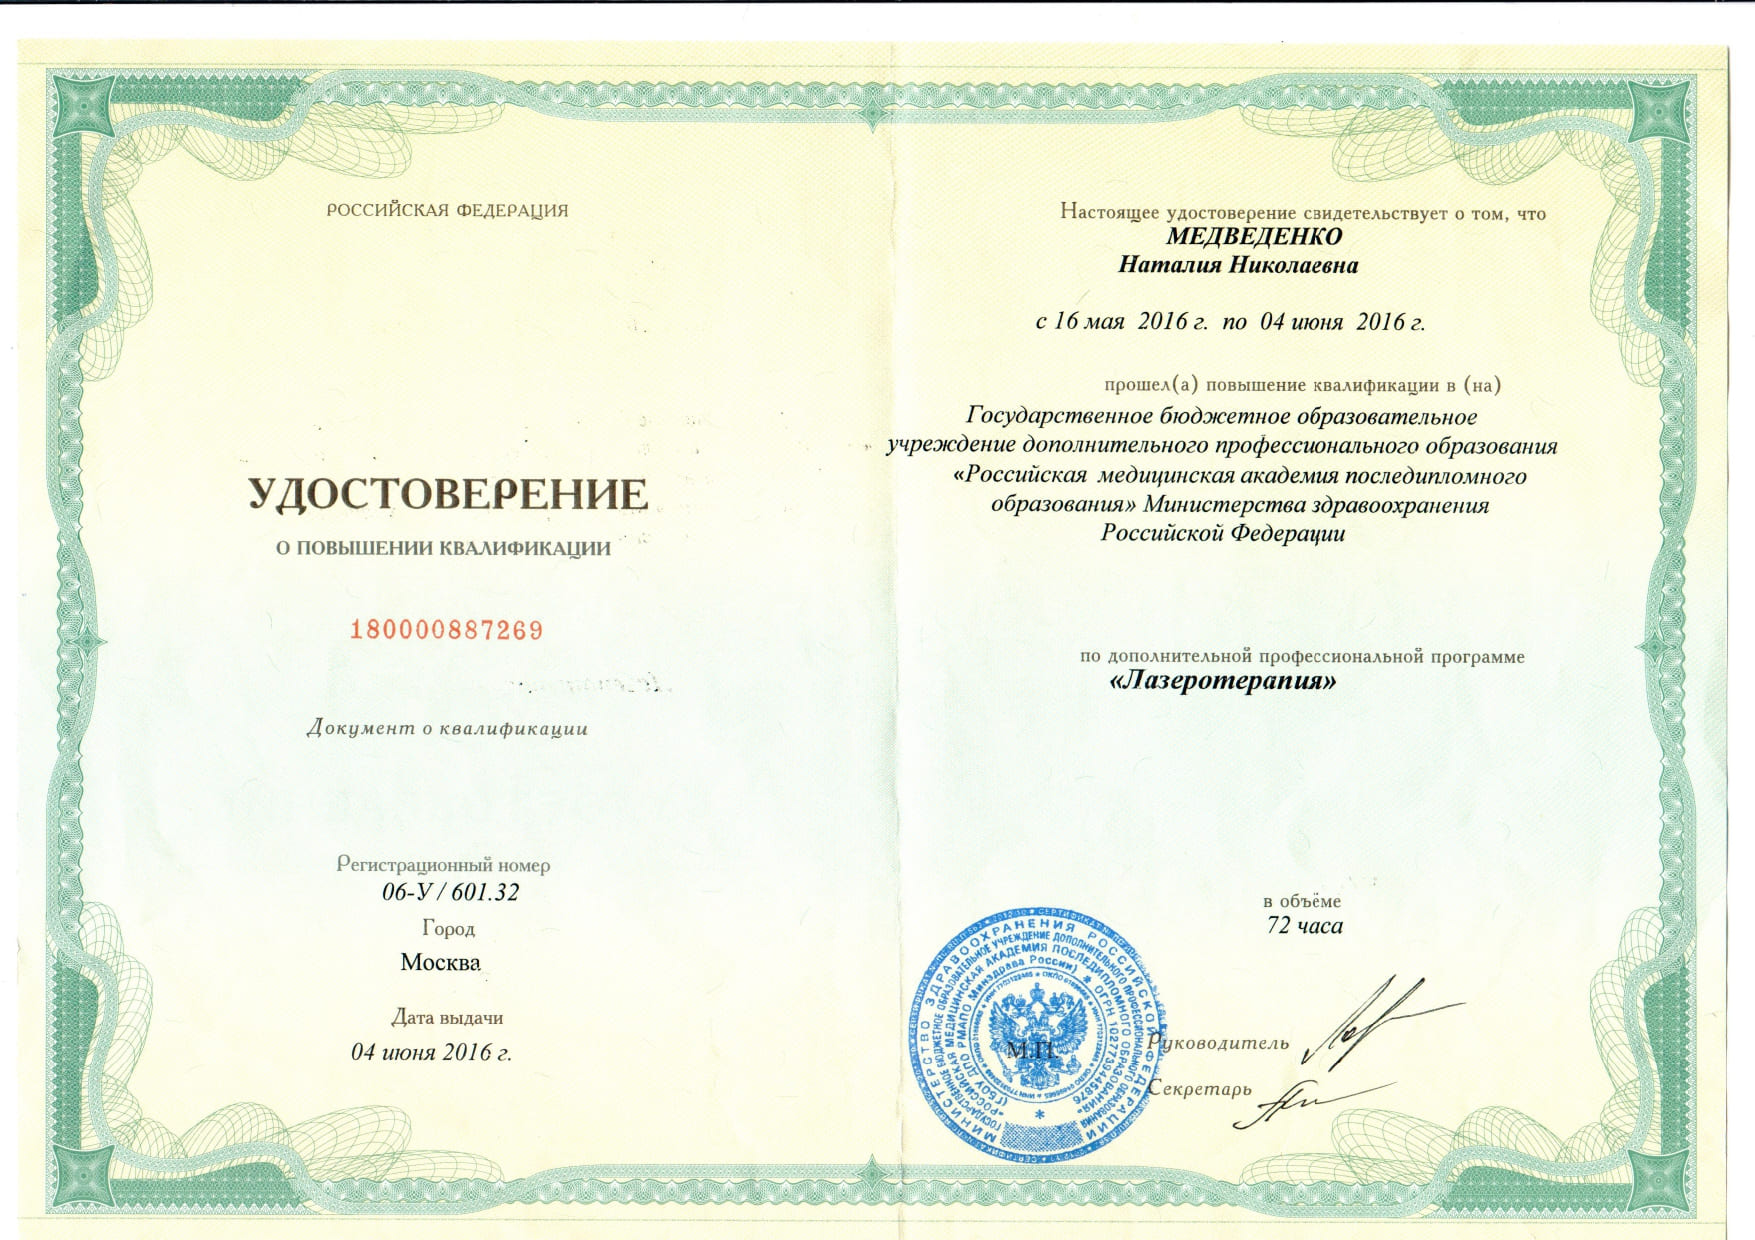 РОССИЙСКАЯ ФЕДЕРАЦИЯ
УДОСТОВЕРЕНИЕ
О ПОВЫШЕНИИ КВАЛИФИКАЦИИ
180000887269
Документ о квалификации
Регистрационный номер
06-У / 601.32
Город
Москва
Дата выдачи
04 июня 2016 г.
Настоящее удостоверение свидетельствует о том, что
МЕДВЕДЕНКО
Наталия Николаевна
с 16 мая 2016 г. по 04 июня 2016 г.
прошел(а) повышение квалификации в (на)
Государственное бюджетное образовательное
учреждение дополнительного профессионального образования
«Российская медицинская академия последипломного
образования» Министерства здравоохранения
Российской Федерации
по дополнительной профессиональной программе
«Лазеротерапия»
в объёме
72 часа
МИНИСТЕРСТВО ЗДРАВООХРАНЕНИЯ РОССИЙСКОЙ ФЕДЕРАЦИИ
ГОСУДАРСТВЕННОЕ БЮДЖЕТНОЕ ОБРАЗОВАТЕЛЬНОЕ УЧРЕЖДЕНИЕ ДОПОЛНИТЕЛЬНОГО ПРОФЕССИОНАЛЬНОГО ОБРАЗОВАНИЯ
«РОССИЙСКАЯ МЕДИЦИНСКАЯ АКАДЕМИЯ ПОСЛЕДИПЛОМНОГО ОБРАЗОВАНИЯ»
(ГБОУ ДПО РМАПО Минздрава России) * ОГРН 1027739445876
М.П.
Руководитель
Секретарь